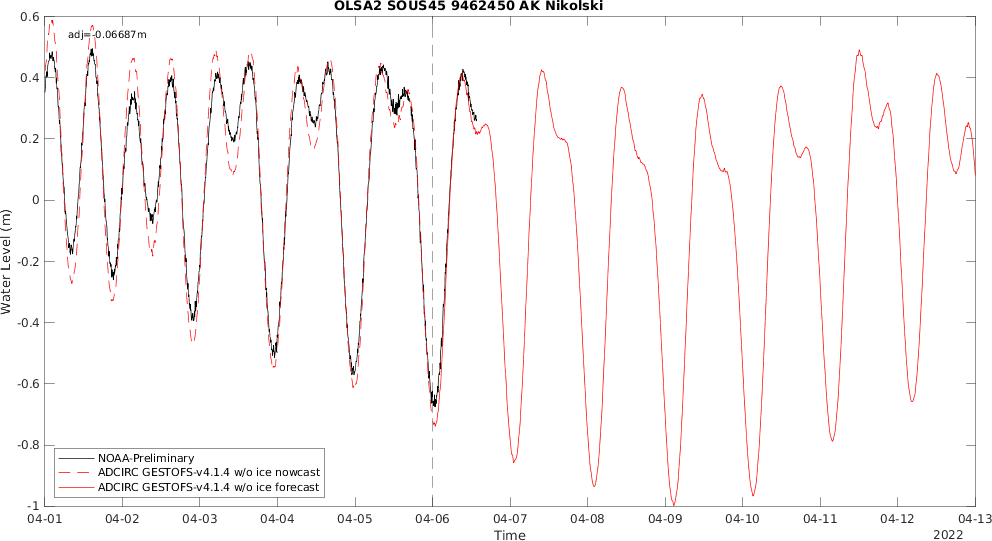 OLSA2 SOUS45 9462450 AK Nikolski
adj=-0.06687m
0.6
0.4
0.2
0
-0.2
-0.4
-0.6
-0.8
-1
Water Level (m)
NOAA-Preliminary
ADCIRC GESTOFS-v4.1.4 w/o ice nowcast
ADCIRC GESTOFS-v4.1.4 w/o ice forecast
04-01 04-02 04-03 04-04 04-05 04-06 04-07 04-08 04-09 04-10 04-11 04-12 04-13
Time
2022